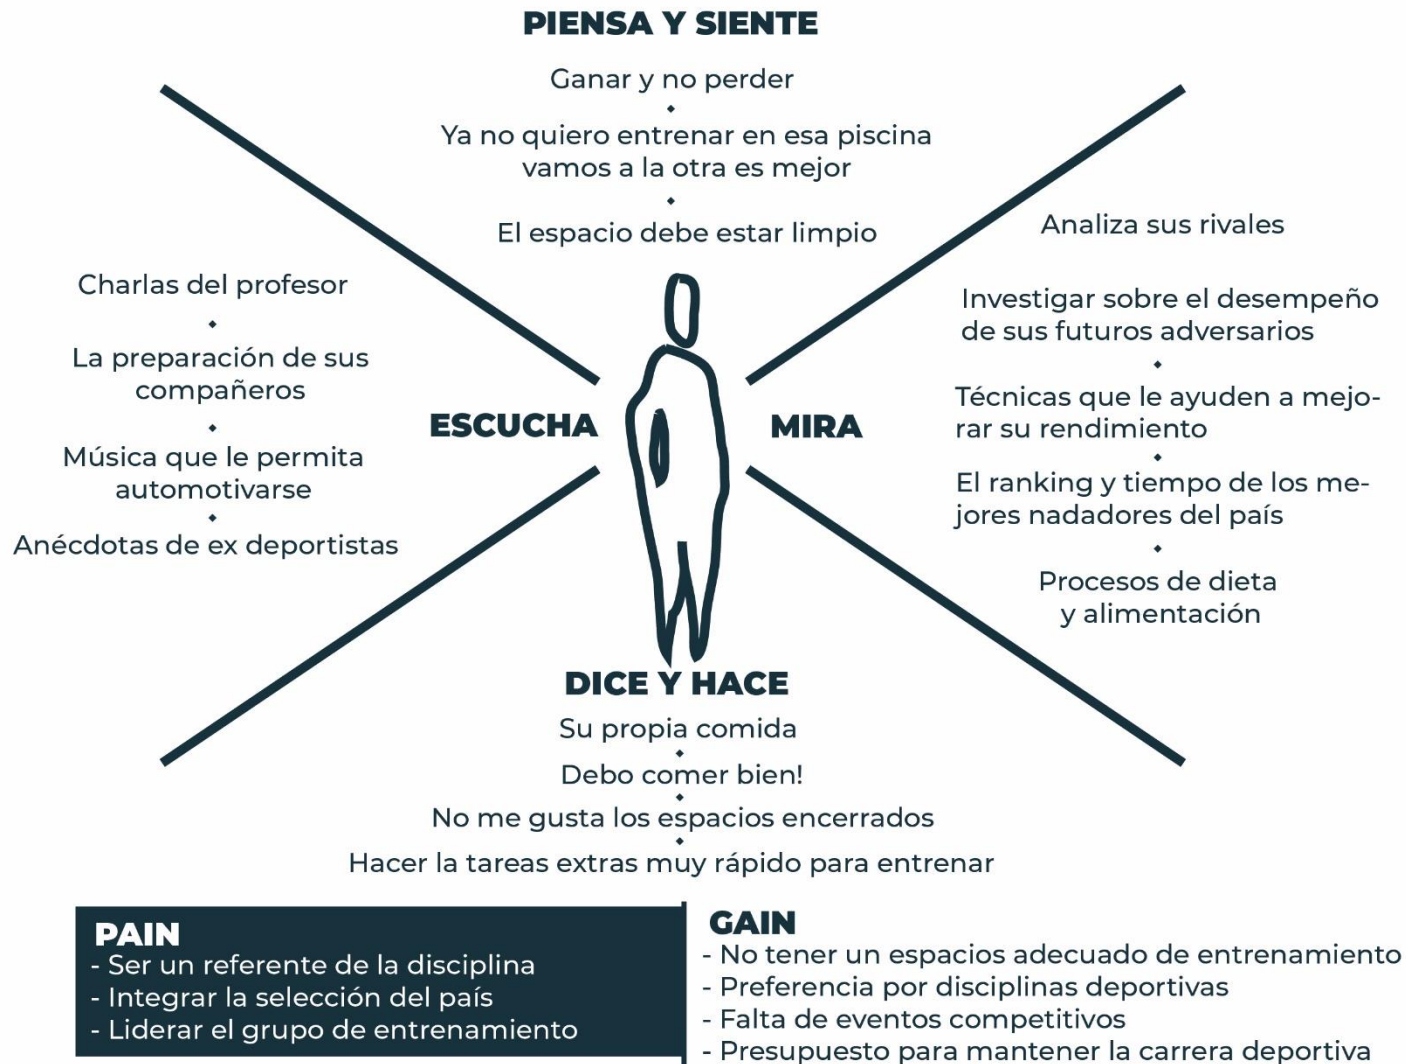 PIENSA Y SIENTE
Ganar y no perder
Ya no quiero entrenar en esa piscina
vamos a la otra es mejor
El espacio debe estar limpio
ESCUCHA
Charlas del profesor
La preparación de sus
compañeros
Música que le permita
automotivarse
Anécdotas de ex deportistas
MIRA
Analiza sus rivales
Investigar sobre el desempeño
de sus futuros adversarios
Técnicas que le ayuden a mejo-
rar su rendimiento
El ranking y tiempo de los me-
jores nadadores del país
Procesos de dieta
y alimentación
DICE Y HACE
Su propia comida
Debo comer bien!
No me gusta los espacios encerrados
Hacer la tareas extras muy rápido para entrenar
PAIN
- Ser un referente de la disciplina
- Integrar la selección del país
- Liderar el grupo de entrenamiento
GAIN
- No tener un espacios adecuado de entrenamiento
- Preferencia por disciplinas deportivas
- Falta de eventos competitivos
- Presupuesto para mantener la carrera deportiva